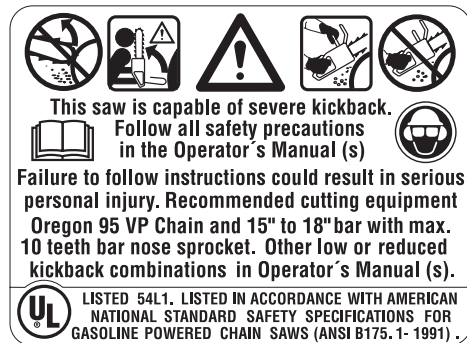 This saw is capable of severe kickback.
Follow all safety precautions
in the Operator´s Manual (s)
Failure to follow instructions could result in serious
personal injury. Recommended cutting equipment
Oregon 95 VP Chain and 15" to 18" bar with max.
10 teeth bar nose sprocket. Other low or reduced
kickback combinations in Operator´s Manual (s).
UL
®
LISTED 54L1. LISTED IN ACCORDANCE WITH AMERICAN
NATIONAL STANDARD SAFETY SPECIFICATIONS FOR
GASOLINE POWERED CHAIN SAWS (ANSI B175. 1- 1991) .